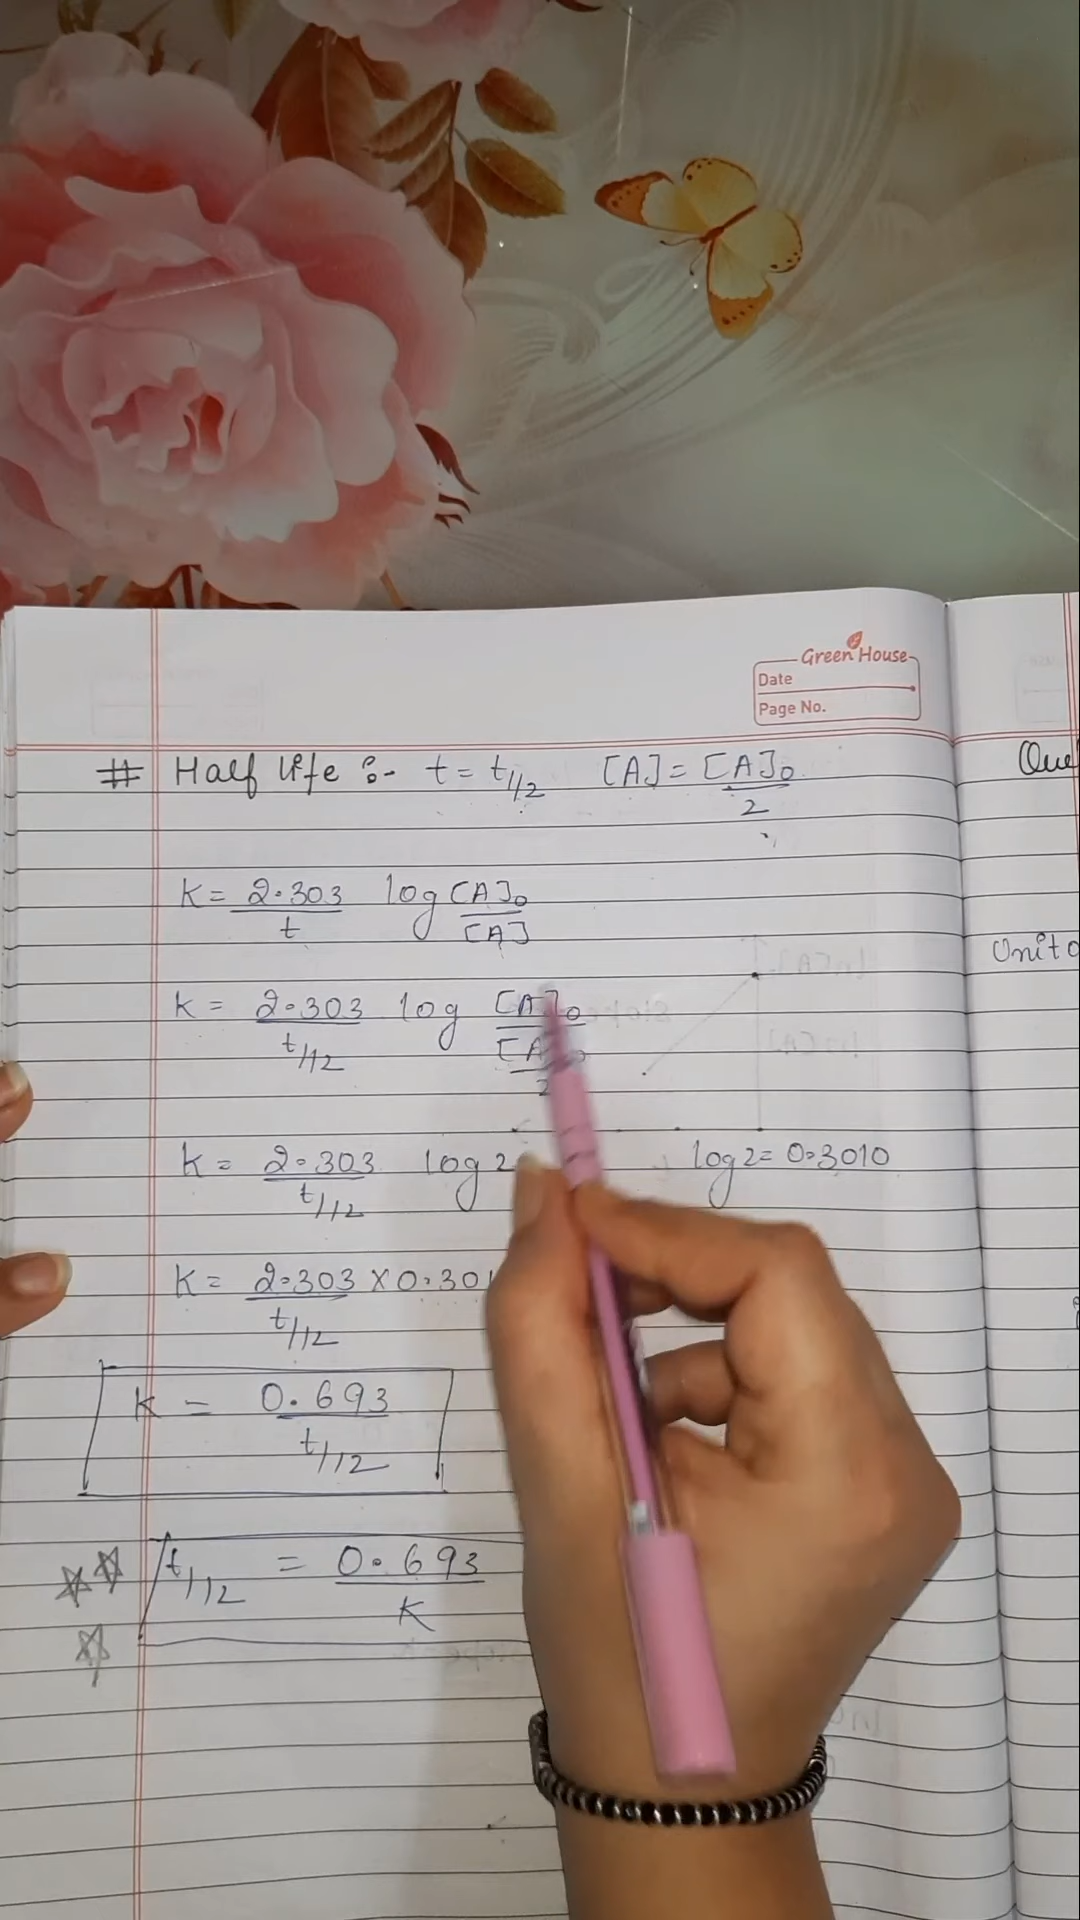 Green House
Date
Page No.
# Half life :- t = t1/2 [A] = [A]0/2
K = 2.303/t log [A]0/[A]
K = 2.303/t1/2 log [A]0/[A]0/2
K = 2.303/t1/2 log 2 log 2 = 0.3010
K = 2.303 X 0.301/t1/2
K = 0.693/t1/2
t1/2 = 0.693/K
Que
Unit